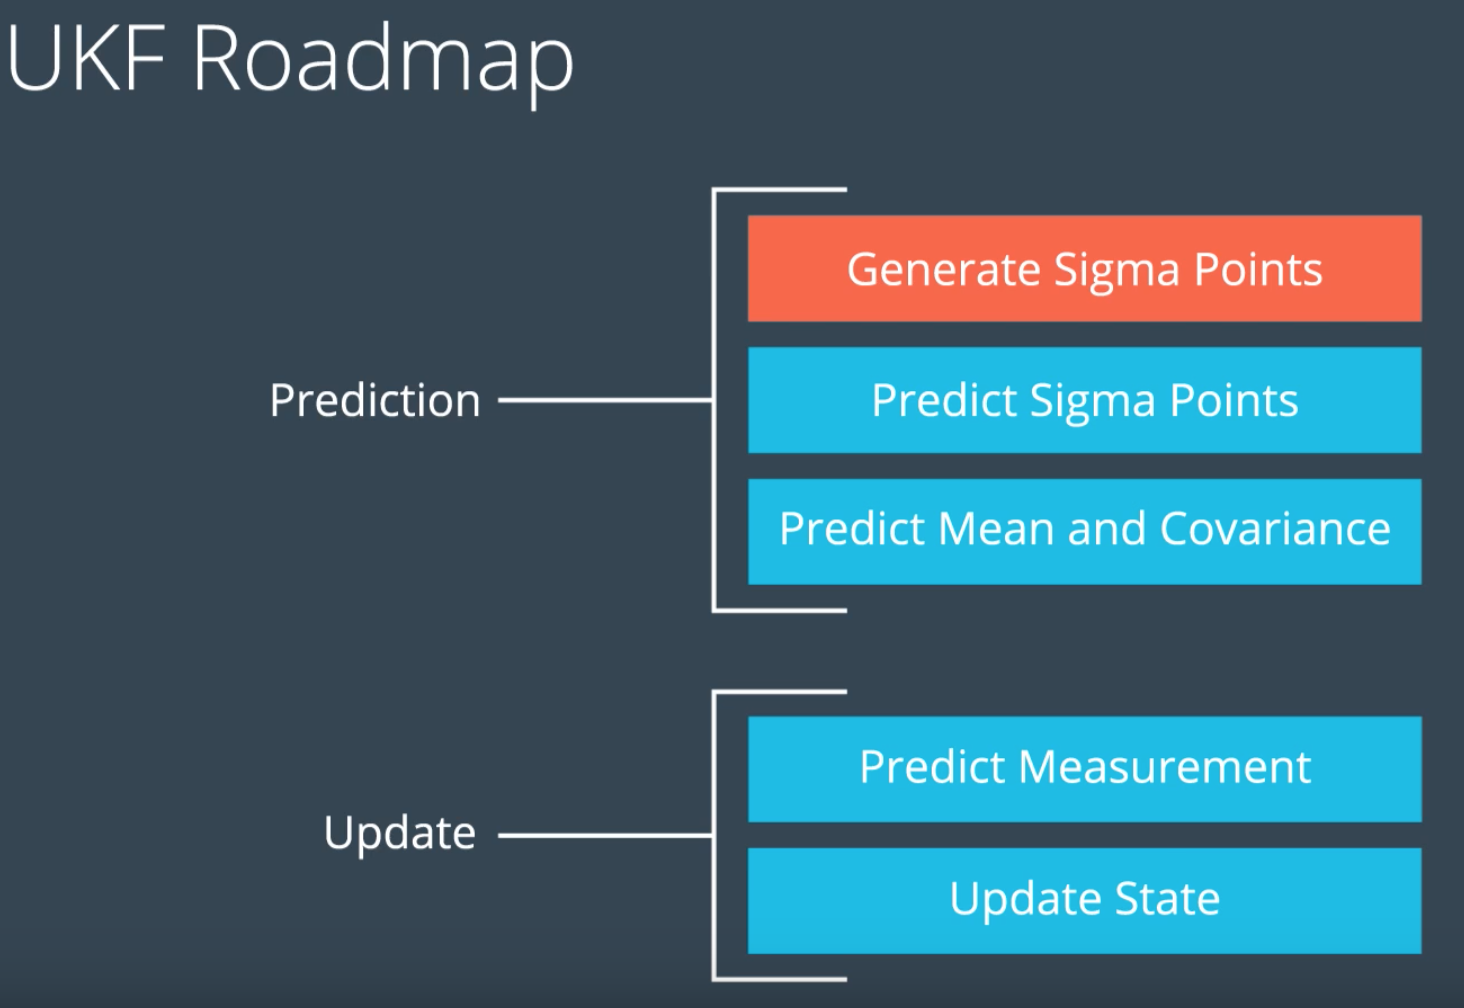 UKF Roadmap
Prediction
Generate Sigma Points
Predict Sigma Points
Predict Mean and Covariance
Update
Predict Measurement
Update State